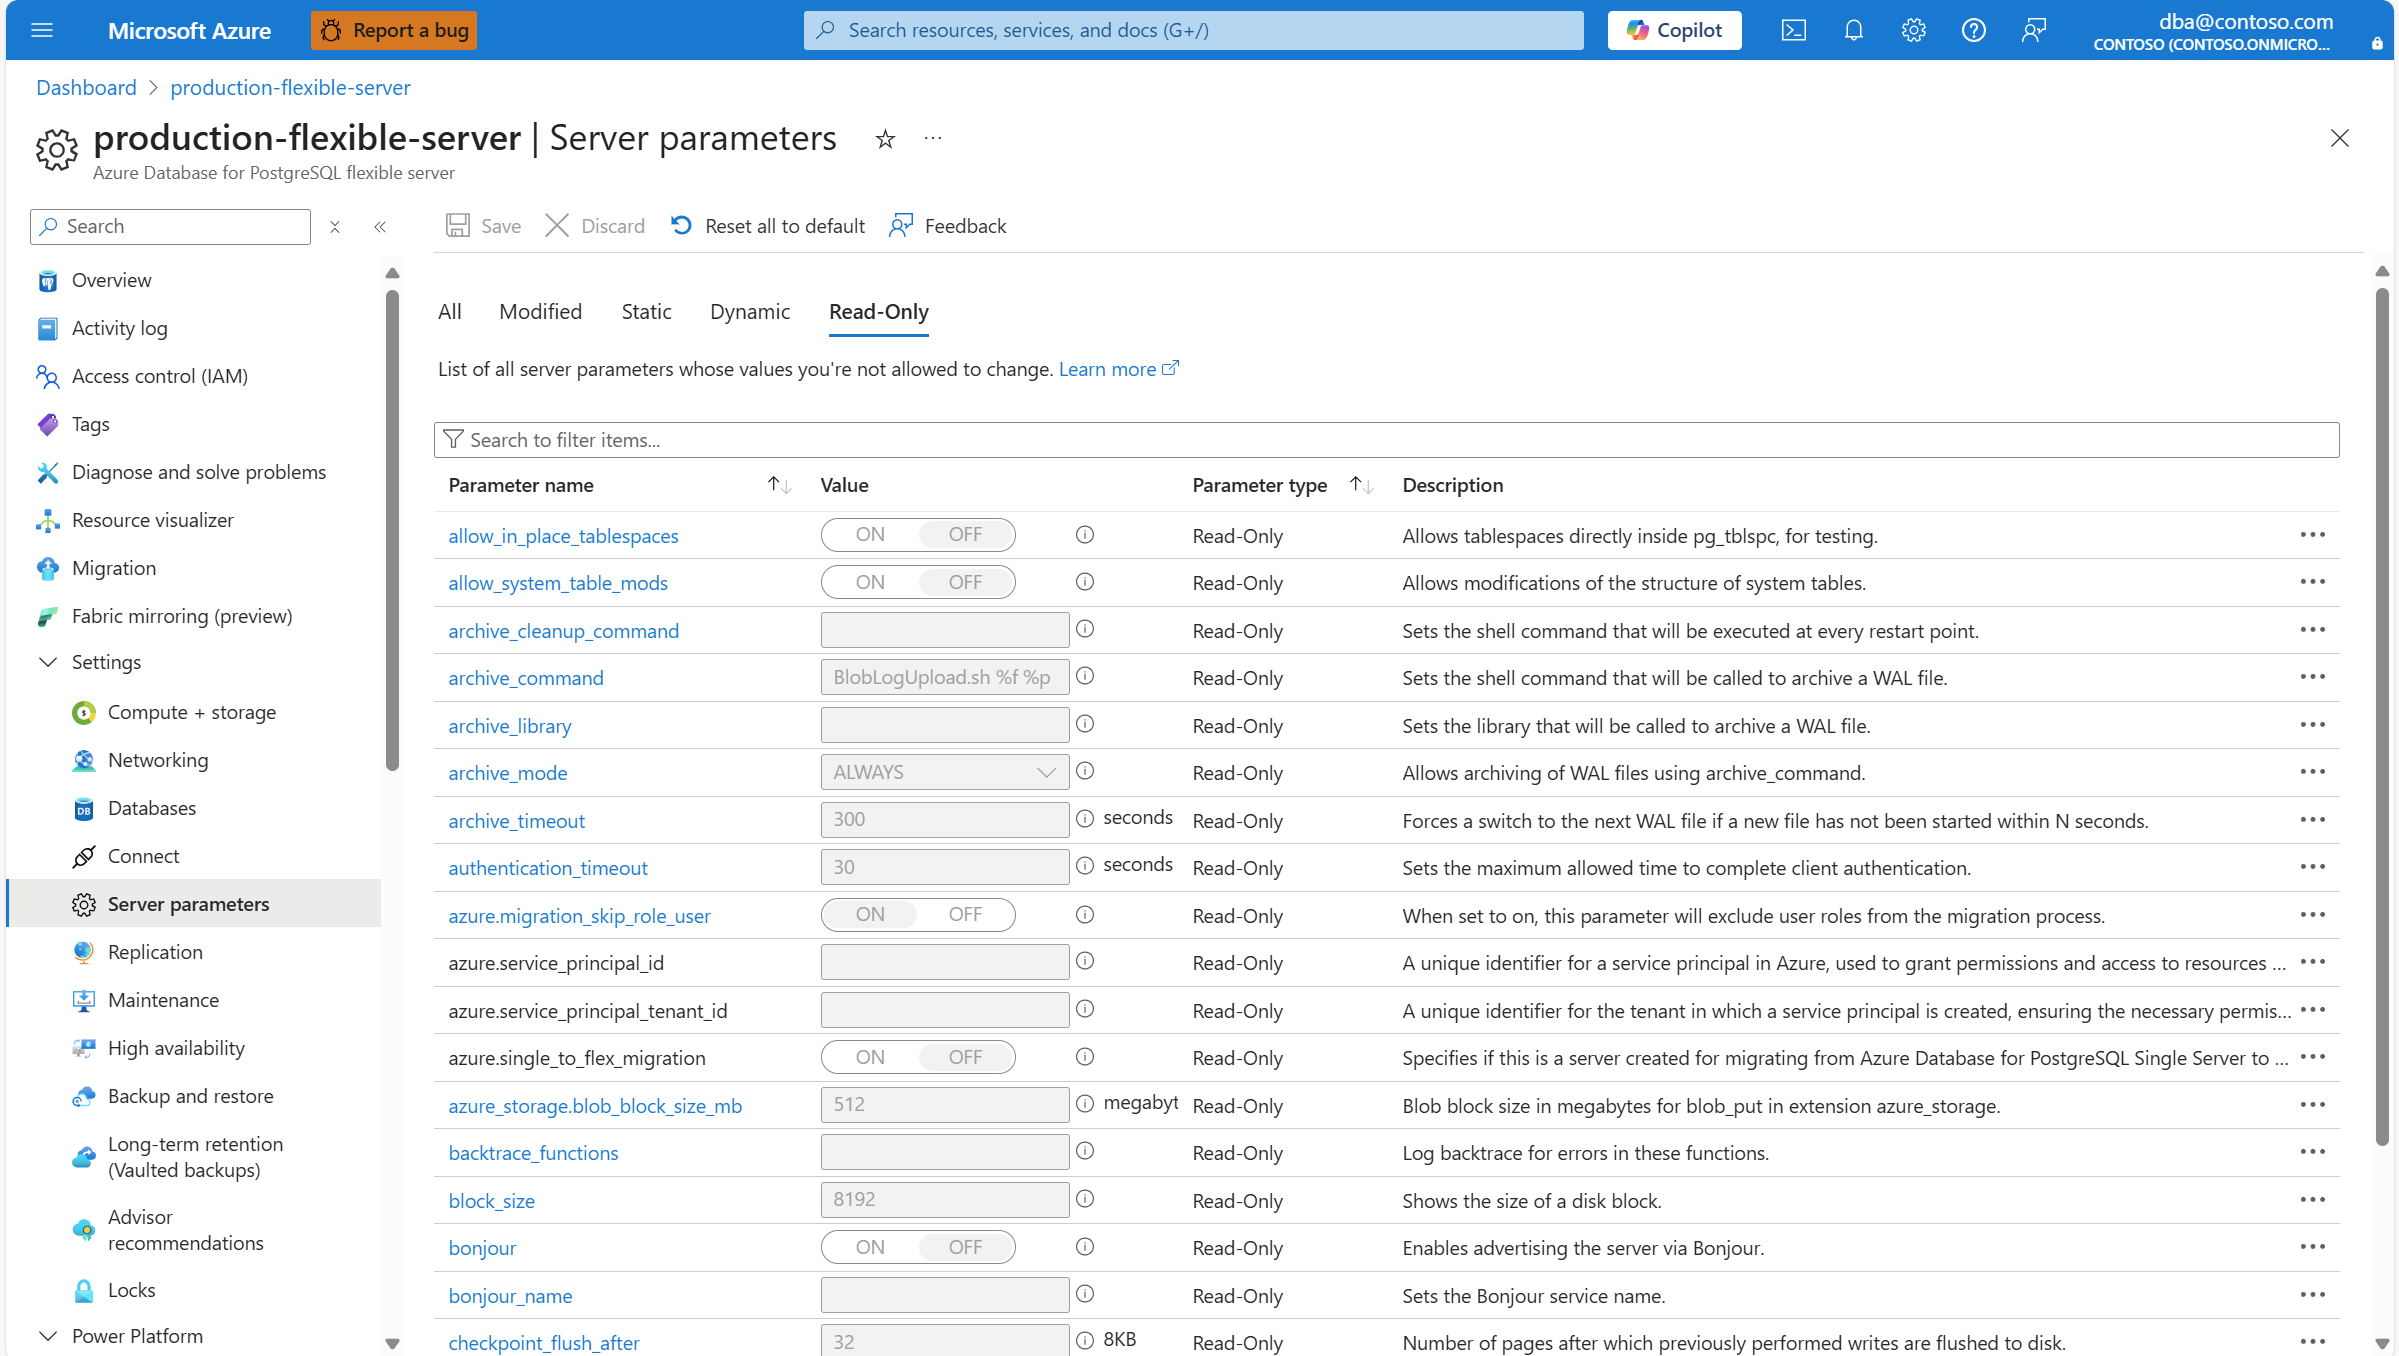 Microsoft Azure
Report a bug
Search resources, services, and docs (G+/)
Copilot
dba@contoso.com
CONTOSO (CONTOSO.ONMICRO...
Dashboard
production-flexible-server
production-flexible-server | Server parameters
Azure Database for PostgreSQL flexible server
Search
Save
Discard
Reset all to default
Feedback
Overview
Activity log
Access control (IAM)
Tags
Diagnose and solve problems
Resource visualizer
Migration
Fabric mirroring (preview)
Settings
Compute + storage
Networking
Databases
Connect
Server parameters
Replication
Maintenance
High availability
Backup and restore
Long-term retention
(Vaulted backups)
Advisor
recommendations
Locks
Power Platform
All Modified Static Dynamic Read-Only
List of all server parameters whose values you're not allowed to change. Learn more
Search to filter items...
Parameter name Value Parameter type Description
allow_in_place_tablespaces ON OFF Read-Only Allows tablespaces directly inside pg_tblspc, for testing.
allow_system_table_mods ON OFF Read-Only Allows modifications of the structure of system tables.
archive_cleanup_command Read-Only Sets the shell command that will be executed at every restart point.
archive_command BlobLogUpload.sh %f %p Read-Only Sets the shell command that will be called to archive a WAL file.
archive_library Read-Only Sets the library that will be called to archive a WAL file.
archive_mode ALWAYS Read-Only Allows archiving of WAL files using archive_command.
archive_timeout 300 seconds Read-Only Forces a switch to the next WAL file if a new file has not been started within N seconds.
authentication_timeout 30 seconds Read-Only Sets the maximum allowed time to complete client authentication.
azure.migration_skip_role_user ON OFF Read-Only When set to on, this parameter will exclude user roles from the migration process.
azure.service_principal_id Read-Only A unique identifier for a service principal in Azure, used to grant permissions and access to resources ...
azure.service_principal_tenant_id Read-Only A unique identifier for the tenant in which a service principal is created, ensuring the necessary permis...
azure.single_to_flex_migration ON OFF Read-Only Specifies if this is a server created for migrating from Azure Database for PostgreSQL Single Server to ...
azure_storage.blob_block_size_mb 512 megabyt Read-Only Blob block size in megabytes for blob_put in extension azure_storage.
backtrace_functions Read-Only Log backtrace for errors in these functions.
block_size 8192 Read-Only Shows the size of a disk block.
bonjour ON OFF Read-Only Enables advertising the server via Bonjour.
bonjour_name Read-Only Sets the Bonjour service name.
checkpoint_flush_after 32 8KB Read-Only Number of pages after which previously performed writes are flushed to disk.